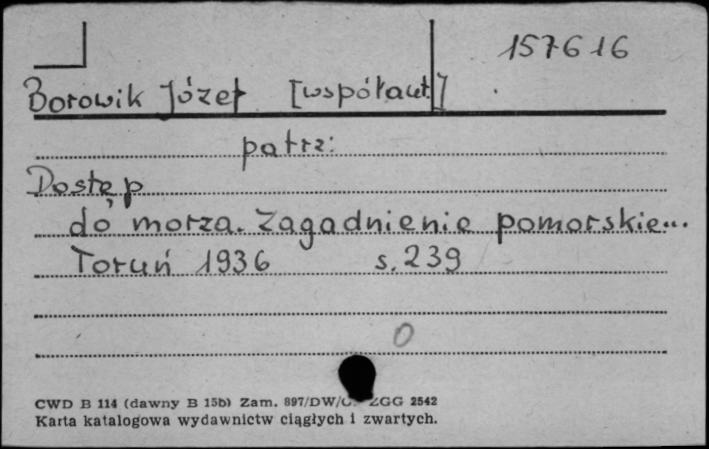 157616
Borowik Józef [współaut.]
patrz:
Dostęp
do morza. Zagadnienie pomorskie...
Toruń 1936 s. 239
0
CWD B 114 (dawny B 15b) Zam. 897/DW/ ZGG 2542
Karta katalogowa wydawnictw ciągłych i zwartych.